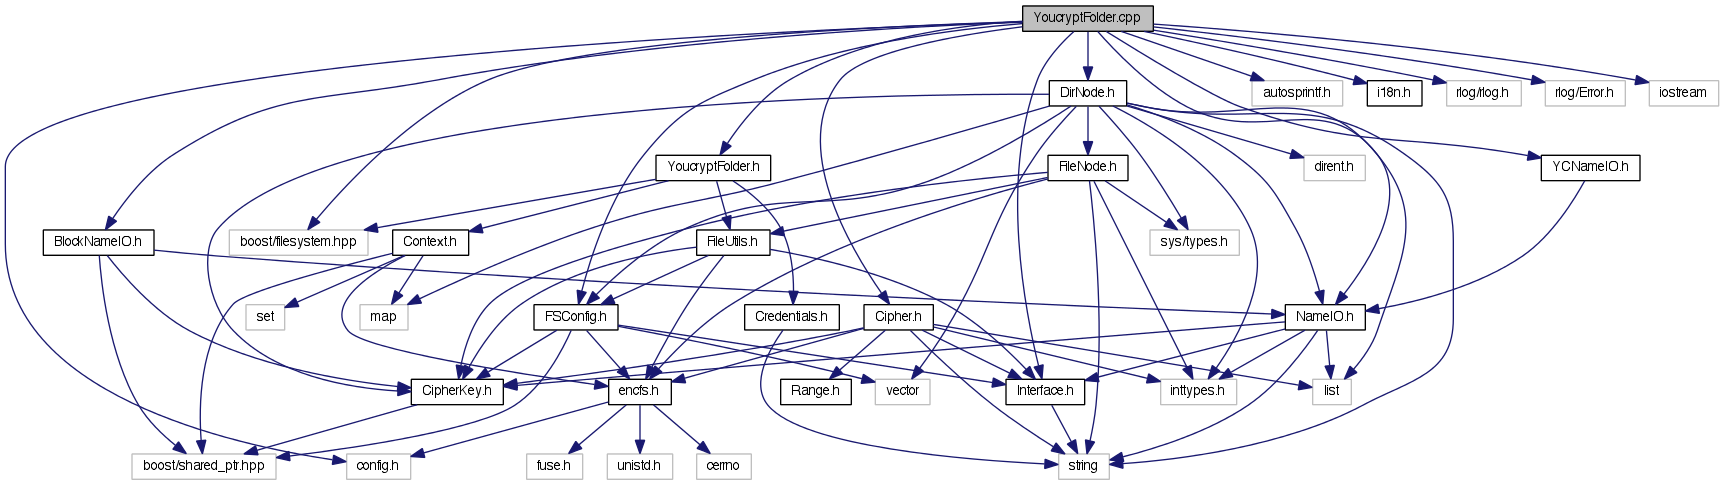 YoucryptFolder.cpp
DirNode.h
autosprintf.h
i18n.h
rlog/rlog.h
rlog/Error.h
iostream
YoucryptFolder.h
FileNode.h
dirent.h
YCNameIO.h
BlockNameIO.h
boost/filesystem.hpp
Context.h
FileUtils.h
sys/types.h
set
map
FSConfig.h
Credentials.h
Cipher.h
NameIO.h
CipherKey.h
encfs.h
Range.h
vector
Interface.h
inttypes.h
list
boost/shared_ptr.hpp
config.h
fuse.h
unistd.h
cerrno
string